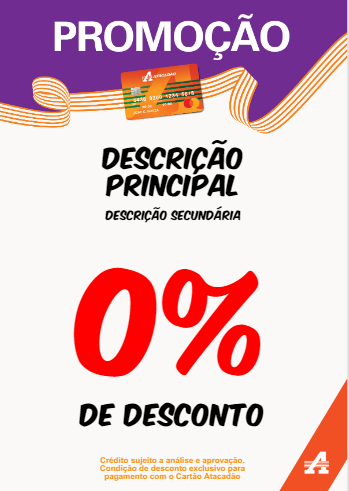 PROMOÇÃO
ATACADÃO
DESCRIÇÃO
PRINCIPAL
DESCRIÇÃO SECUNDÁRIA
0%
DE DESCONTO
Crédito sujeito a análise e aprovação.
Condição de desconto exclusivo para
pagamento com o Cartão Atacadão